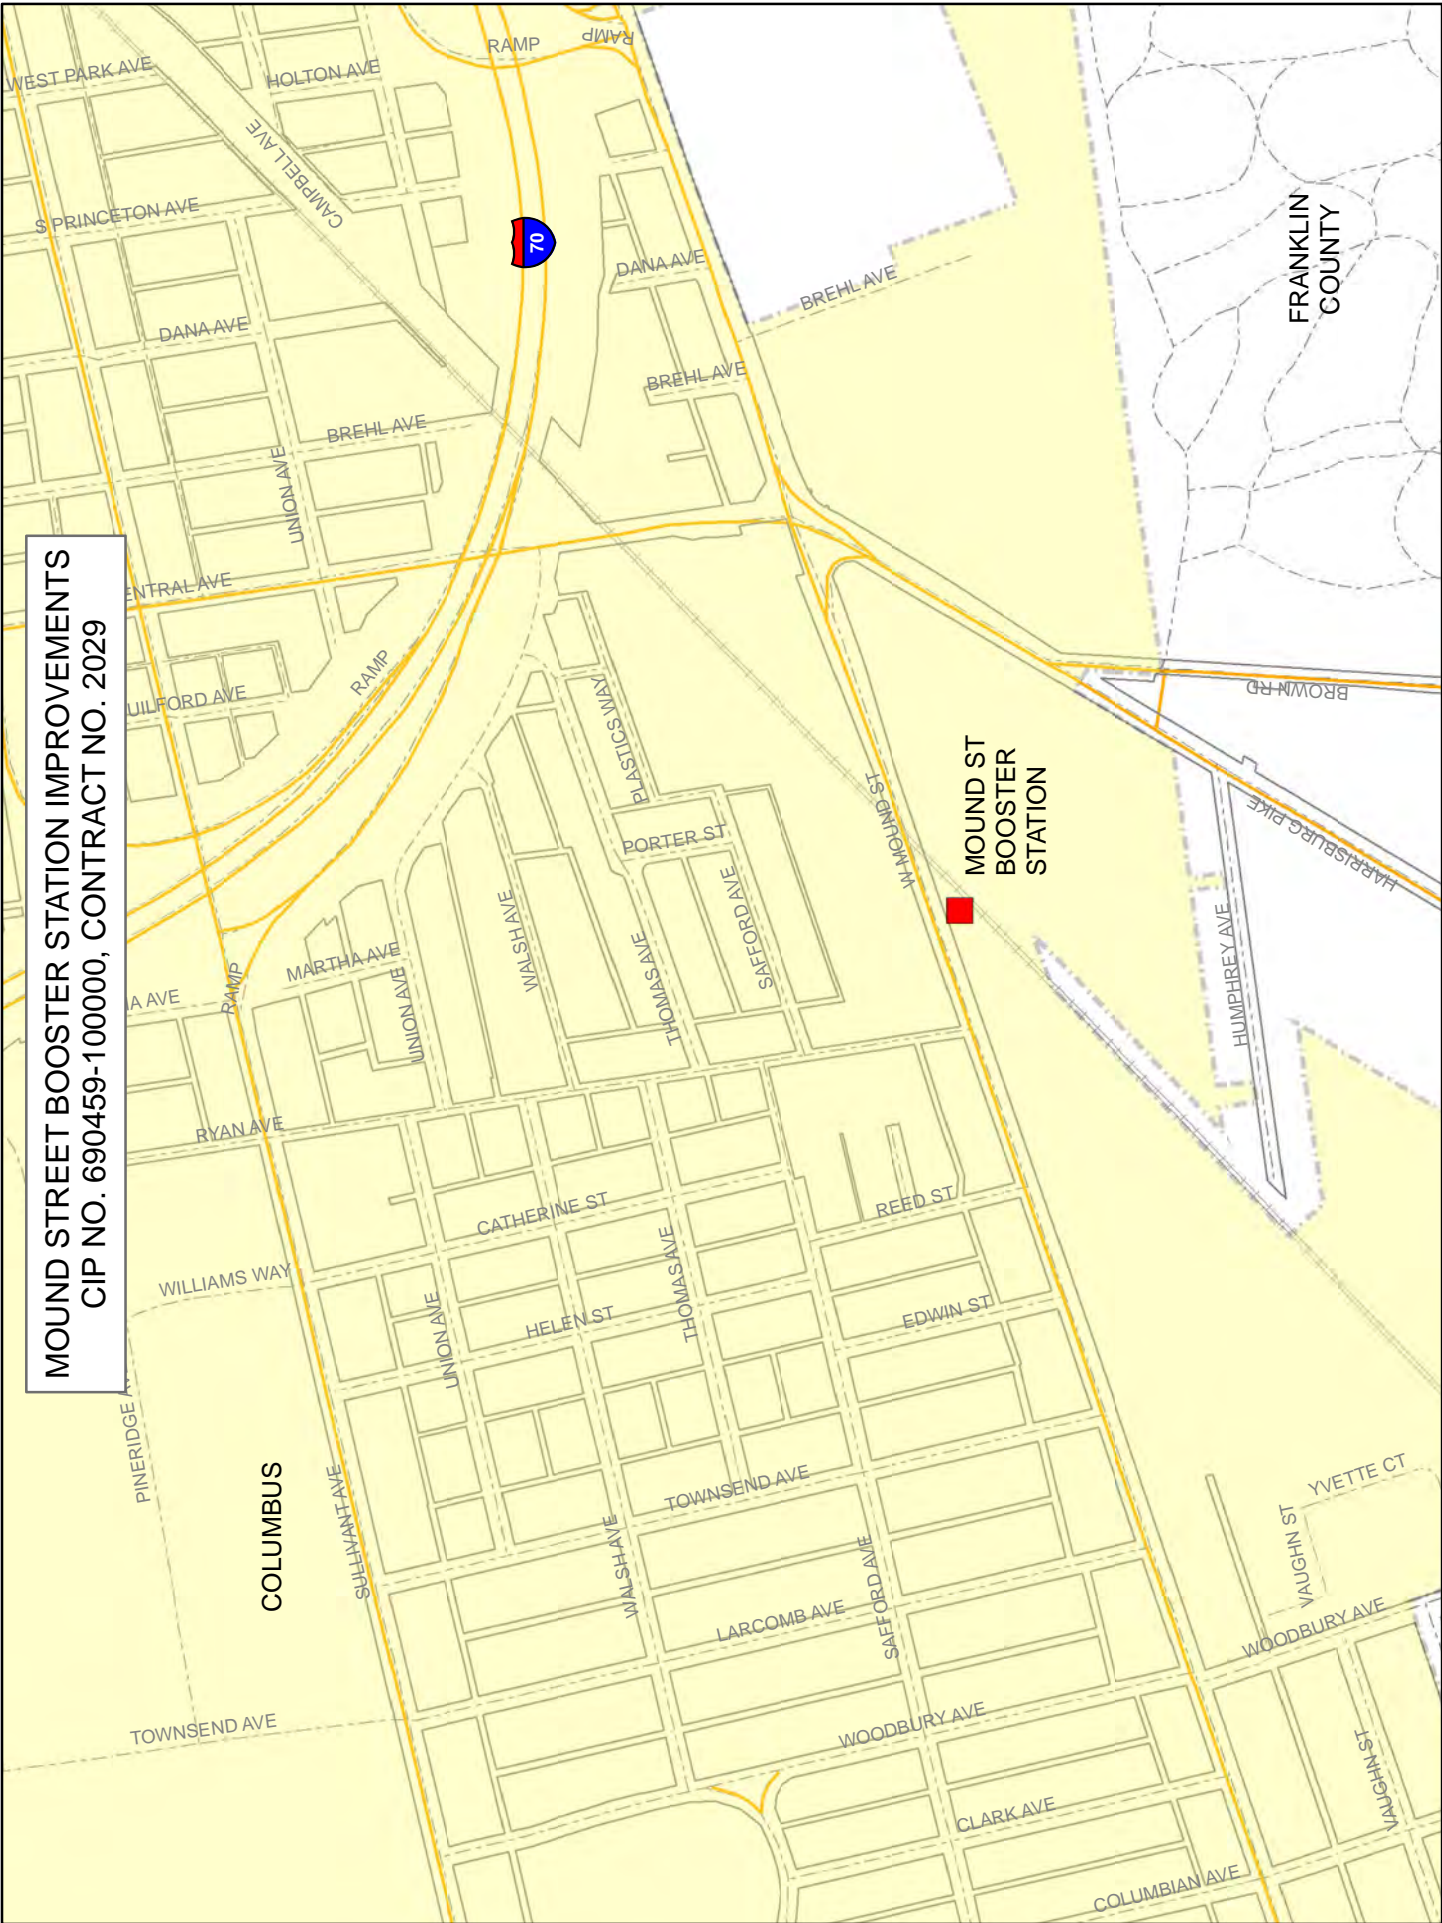 MOUND STREET BOOSTER STATION IMPROVEMENTS
CIP NO. 690459-100000, CONTRACT NO. 2029
WEST PARK AVE
HOLTON AVE
RAMP
RAMP
CAMPBELL AVE
S PRINCETON AVE
70
DANA AVE
DANA AVE
BREHL AVE
BREHL AVE
BREHL AVE
UNION AVE
ENTRAL AVE
UILFORD AVE
RAMP
FRANKLIN
COUNTY
PLASTICS WAY
PORTER ST
W MOUND ST
BROWN RD
HARRISBURG PIKE
MOUND ST
BOOSTER
STATION
HUMPHREY AVE
WALSH AVE
THOMAS AVE
SAFFORD AVE
MARTHA AVE
UNION AVE
IA AVE
RAMP
RYAN AVE
CATHERINE ST
REED ST
WILLIAMS WAY
HELEN ST
THOMAS AVE
EDWIN ST
UNION AVE
PINERIDGE A
COLUMBUS
SULLIVANT AVE
TOWNSEND AVE
WALSH AVE
SAFFORD AVE
LARCOMB AVE
YVETTE CT
VAUGHN ST
WOODBURY AVE
TOWNSEND AVE
WOODBURY AVE
CLARK AVE
VAUGHN ST
COLUMBIAN AVE